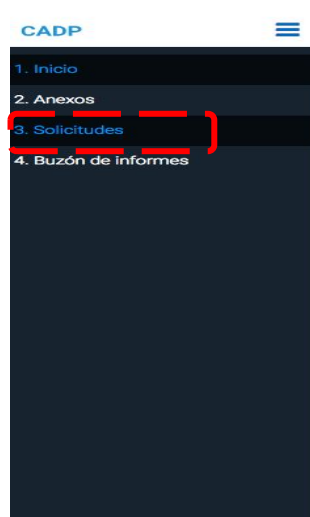 CADP
1. Inicio
2. Anexos
3. Solicitudes
4. Buzón de informes